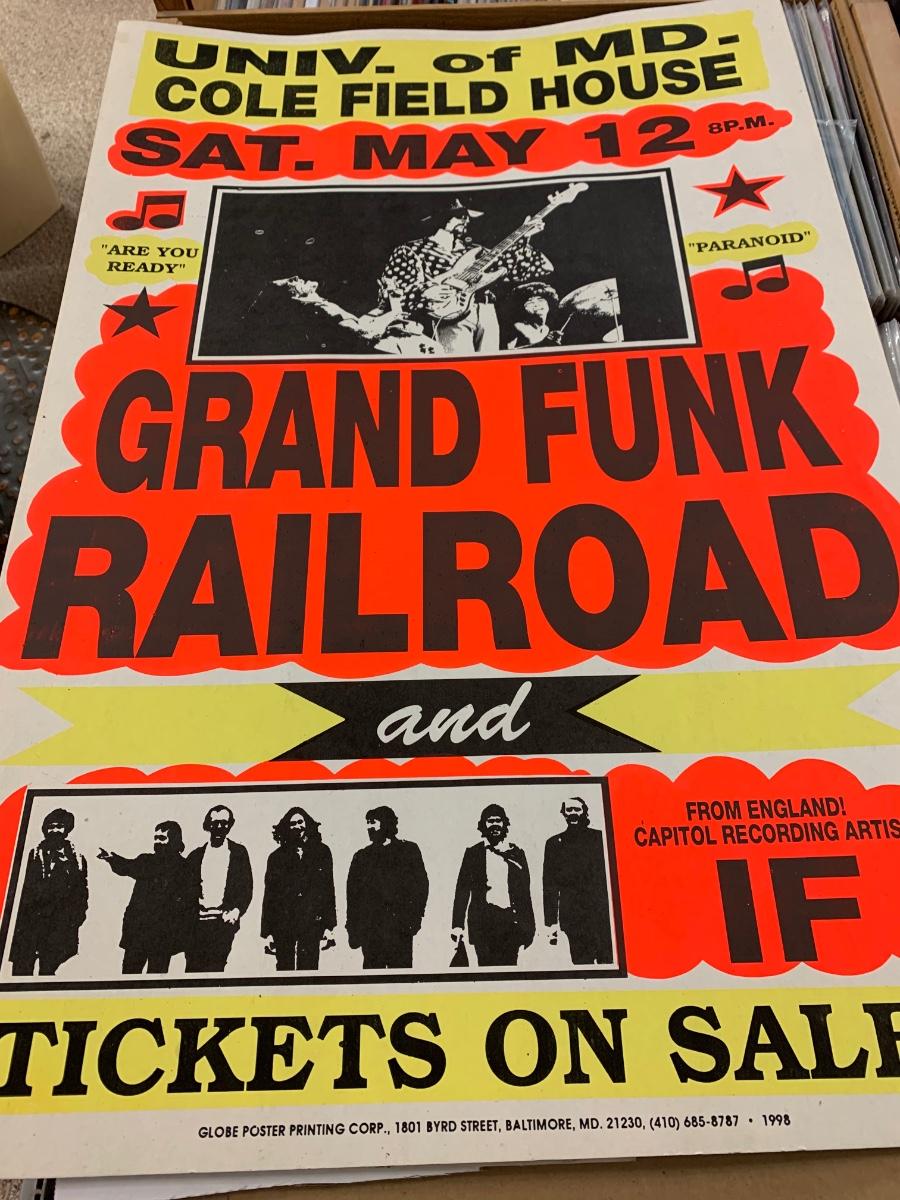 UNIV. of MD.
COLE FIELD HOUSE
SAT. MAY 12 8P.M.
"ARE YOU
READY"
"PARANOID"
GRAND FUNK
RAILROAD
and
FROM ENGLAND!
CAPITOL RECORDING ARTIS
IF
TICKETS ON SALE
GLOBE POSTER PRINTING CORP., 1801 BYRD STREET, BALTIMORE, MD. 21230, (410) 685-8787 • 1998